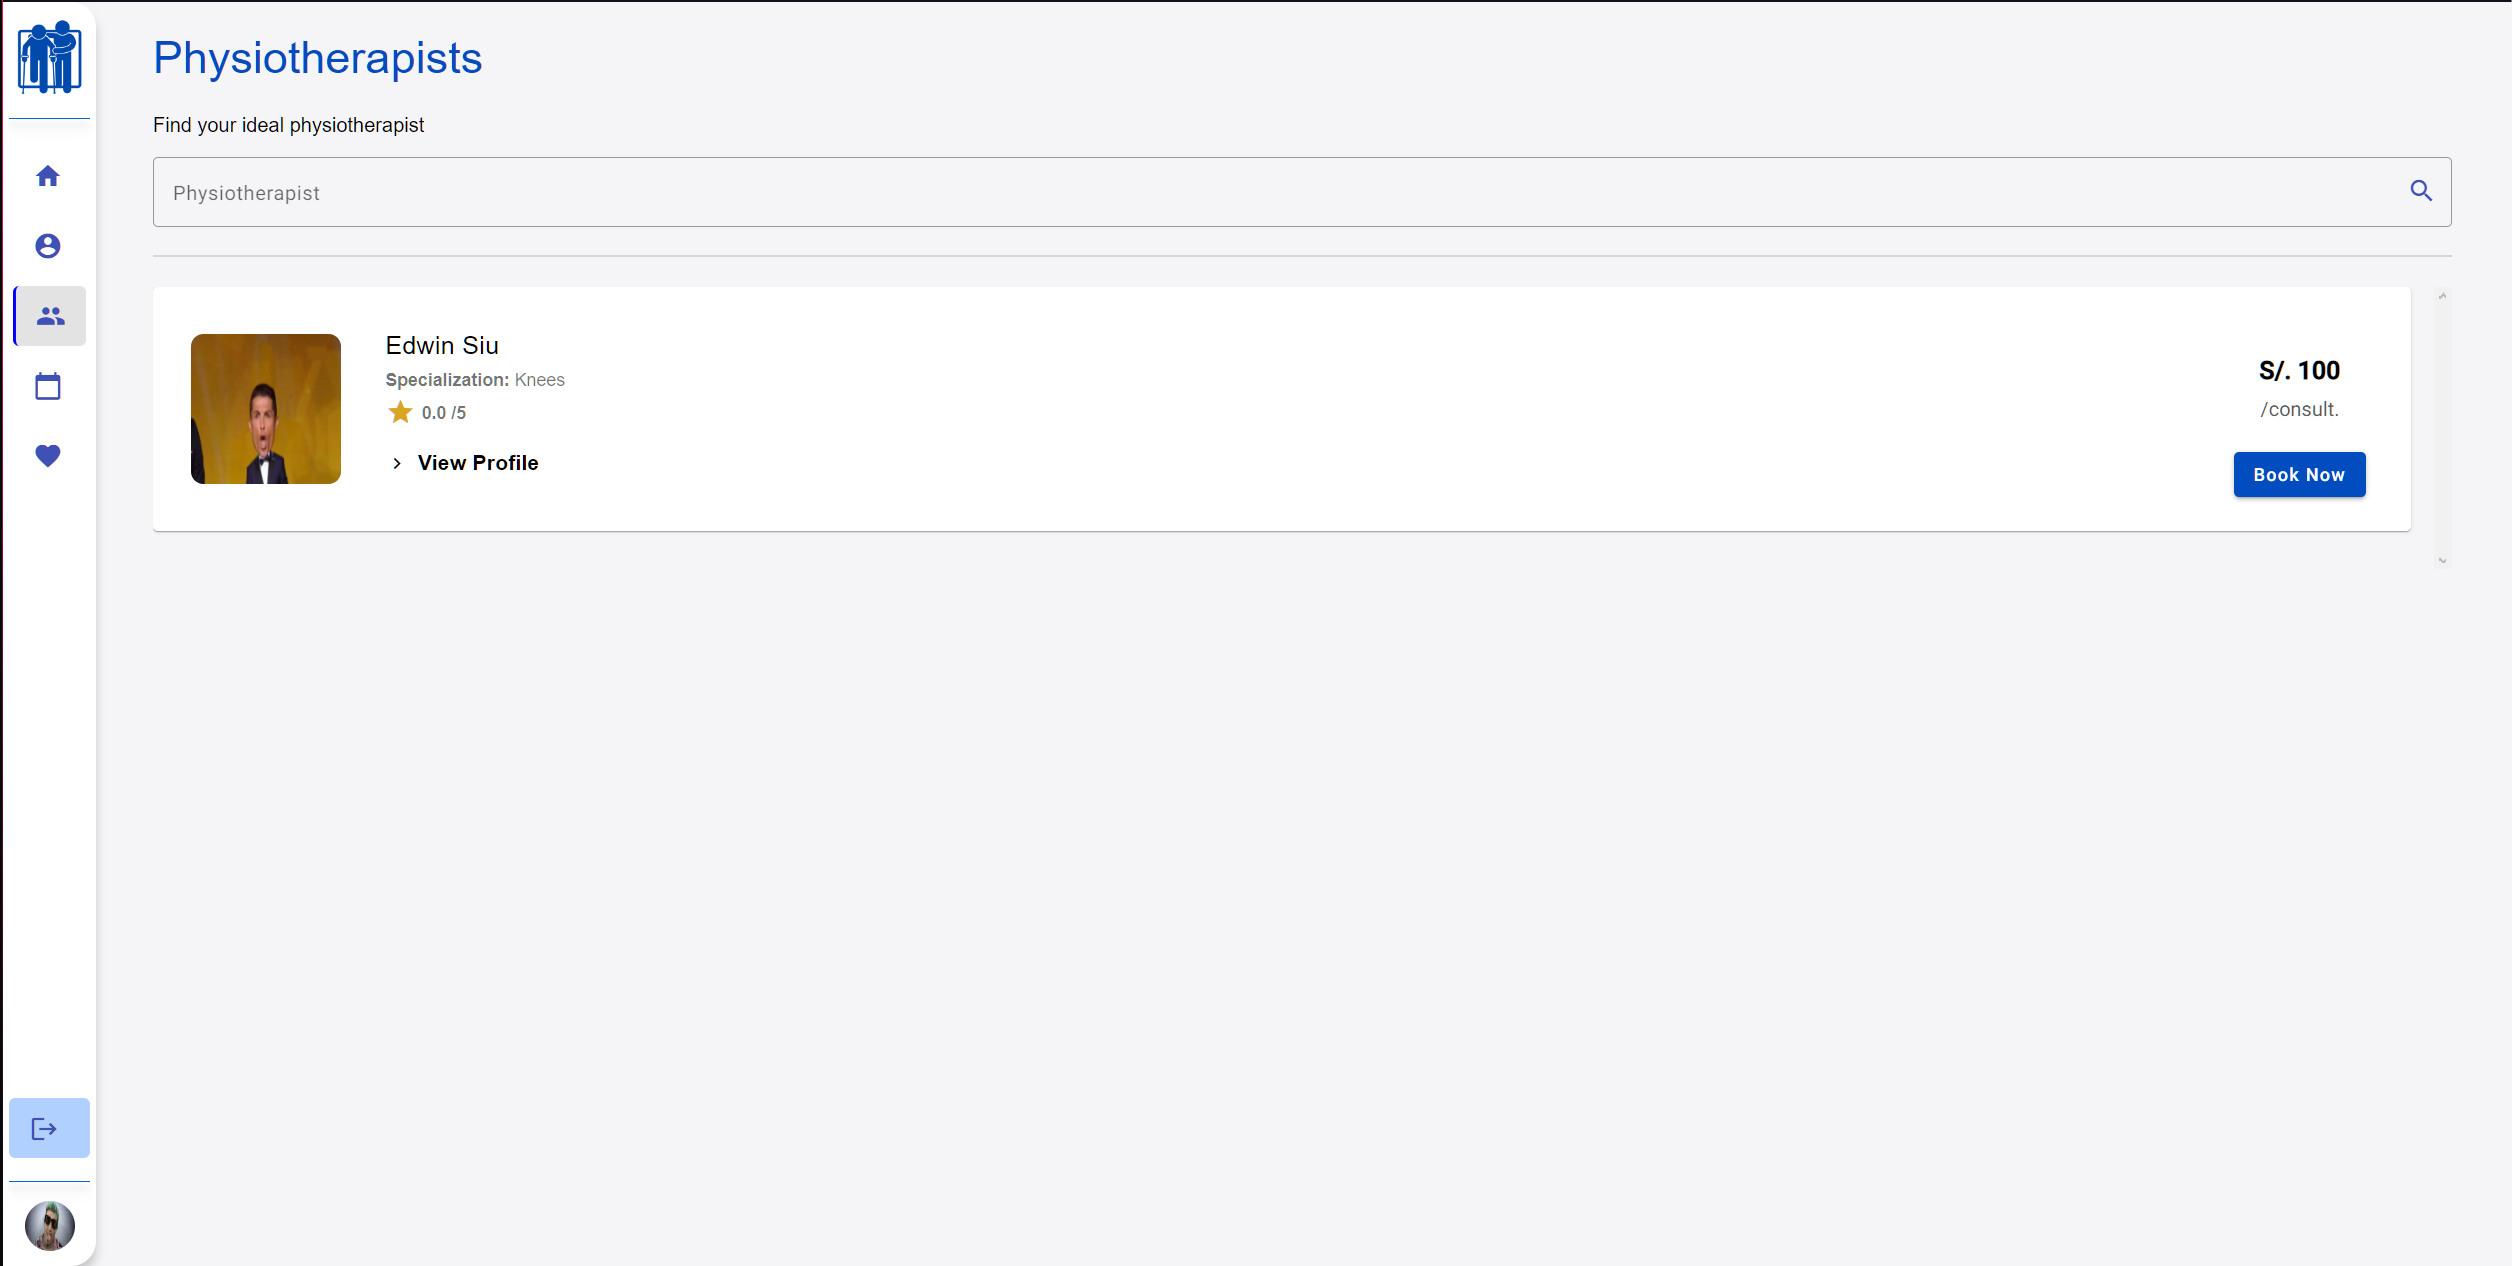 Physiotherapists
Find your ideal physiotherapist
Physiotherapist
Edwin Siu
Specialization: Knees
0.0 /5
View Profile
S/. 100
/consult.
Book Now